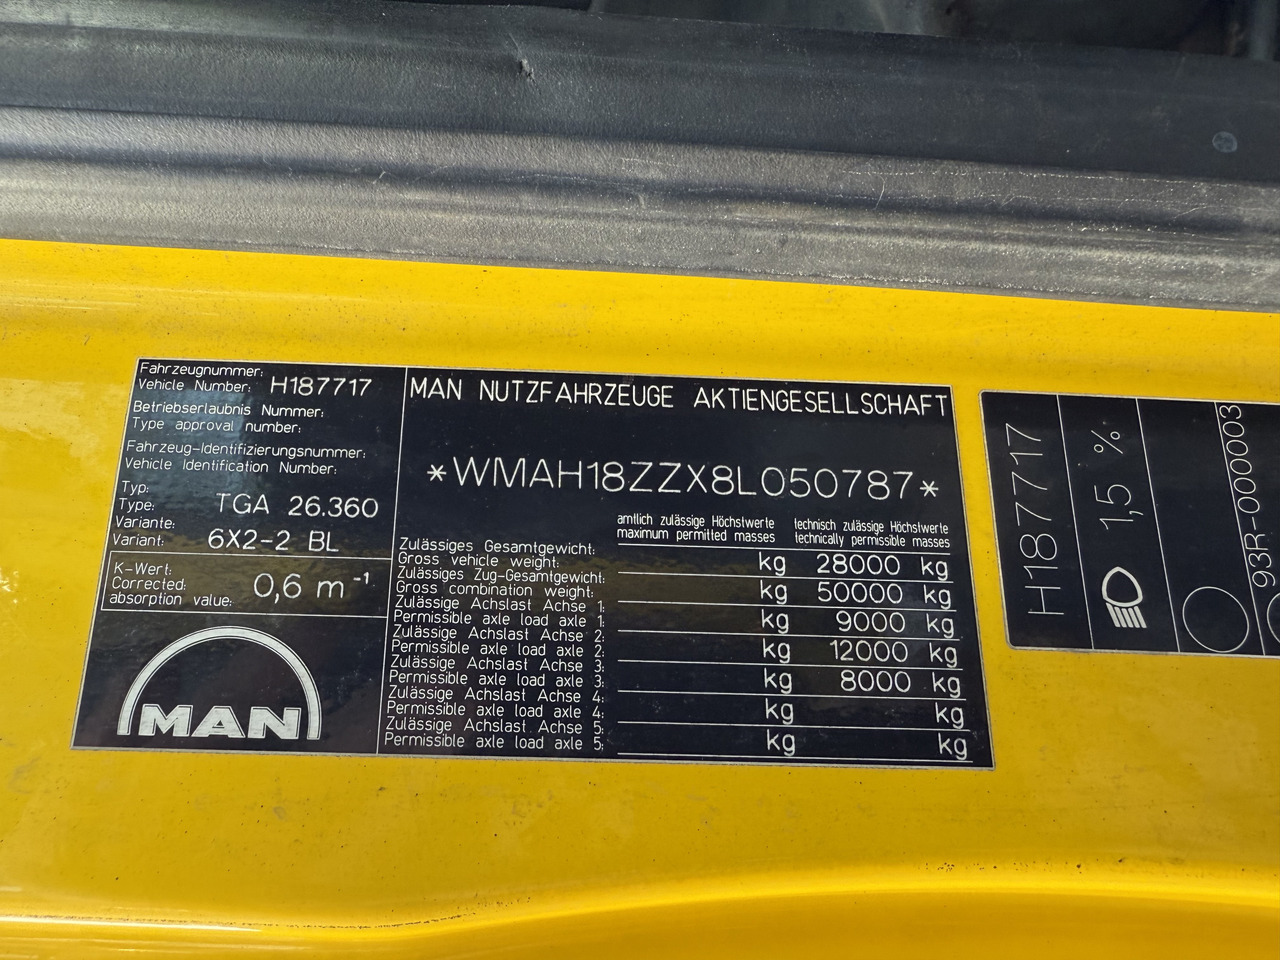 Fahrzeugnummer:
Vehicle Number: H187717
Betriebserlaubnis Nummer:
Type approval number:
Fahrzeug-Identifizierungsnummer:
Vehicle Identification Number:
Typ:
Type: TGA 26.360
Variante:
Variant: 6X2-2 BL
K-Wert:
Corrected: 0,6 m⁻¹
absorption value:
MAN
MAN NUTZFAHRZEUGE AKTIENGESELLSCHAFT
*WMAH18ZZX8L050787*
amtlich zulässige Höchstwerte technisch zulässige Höchstwerte
maximum permitted masses technically permissible masses
Zulässiges Gesamtgewicht:
Gross vehicle weight: kg 28000 kg
Zulässiges Zug-Gesamtgewicht:
Gross combination weight: kg 50000 kg
Zulässige Achslast Achse 1:
Permissible axle load axle 1: kg 9000 kg
Zulässige Achslast Achse 2:
Permissible axle load axle 2: kg 12000 kg
Zulässige Achslast Achse 3:
Permissible axle load axle 3: kg 8000 kg
Zulässige Achslast Achse 4:
Permissible axle load axle 4: kg kg
Zulässige Achslast Achse 5:
Permissible axle load axle 5: kg kg
H187717
1,5 %
93R-000003